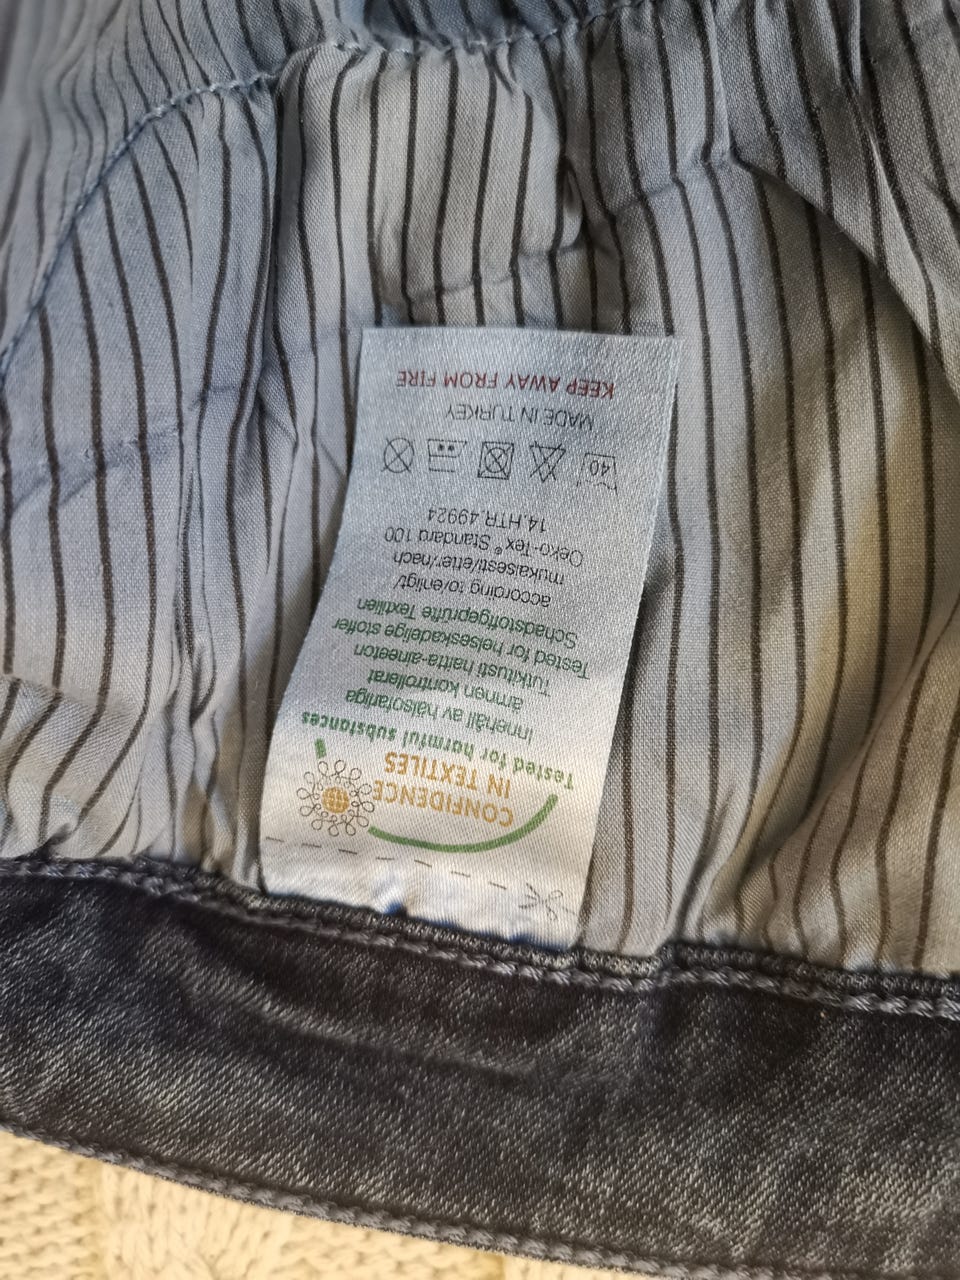 CONFIDENCE
IN TEXTILES
Tested for harmful substances
Innehåll av hälsofarliga
ämnen kontrollerat
Tutkitusti haitta-aineeton
Tested for helseskadelige stoffer
Schadstoffgeprüfte Textilien
according to/enligt/
mukaisesti/etter/nach
Oeko-Tex® Standard 100
14.HTR.49924
40
MADE IN TURKEY
KEEP AWAY FROM FIRE